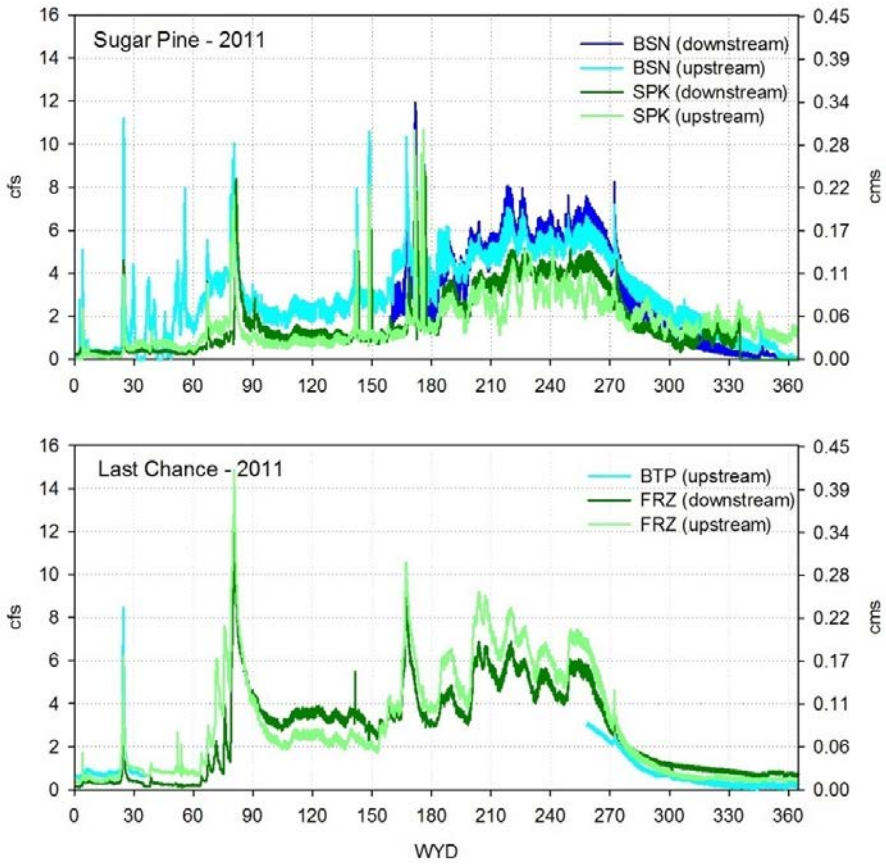 Sugar Pine - 2011
BSN (downstream)
BSN (upstream)
SPK (downstream)
SPK (upstream)
16
14
12
10
8
6
4
2
0
cfs
0.45
0.39
0.34
0.28
0.22
0.17
0.11
0.06
0.00
cms
0 30 60 90 120 150 180 210 240 270 300 330 360
Last Chance - 2011
BTP (upstream)
FRZ (downstream)
FRZ (upstream)
16
14
12
10
8
6
4
2
0
cfs
0.45
0.39
0.34
0.28
0.22
0.17
0.11
0.06
0.00
cms
0 30 60 90 120 150 180 210 240 270 300 330 360
WYD